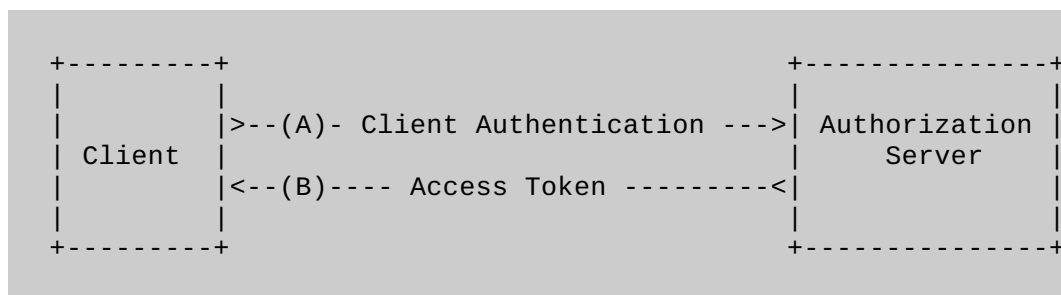 +---------+                                  +---------------+
|         |                                  |               |
|         |>--(A)- Client Authentication --->| Authorization |
| Client  |                                  |     Server    |
|         |<--(B)---- Access Token ---------<|               |
|         |                                  |               |
+---------+                                  +---------------+